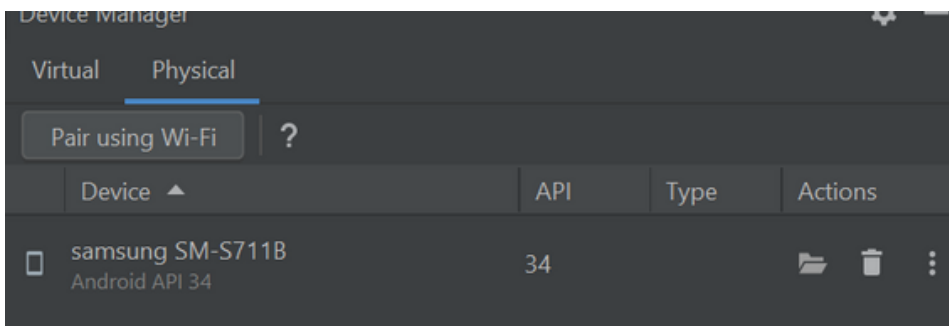 Device Manager
Virtual Physical
Pair using Wi-Fi ?
Device API Type Actions
samsung SM-S711B 34
Android API 34